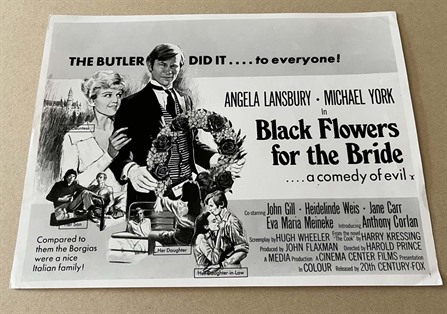 THE BUTLER DID IT....to everyone!
ANGELA LANSBURY · MICHAEL YORK
in
Black Flowers
for the Bride
....a comedy of evil x
Co-starring John Gill · Heidelinde Weis · Jane Carr
Eva Maria Meineke Introducing Anthony Corlan
Screenplay by HUGH WHEELER From the novel "The Cook" by HARRY KRESSING
Produced by JOHN FLAXMAN Directed by HAROLD PRINCE
A MEDIA Production A CINEMA CENTER FILMS Presentation
In COLOUR Released by 20th CENTURY-FOX
Her Son
Her Daughter
Her Daughter-in-Law
Compared to
them the Borgias
were a nice
Italian family!